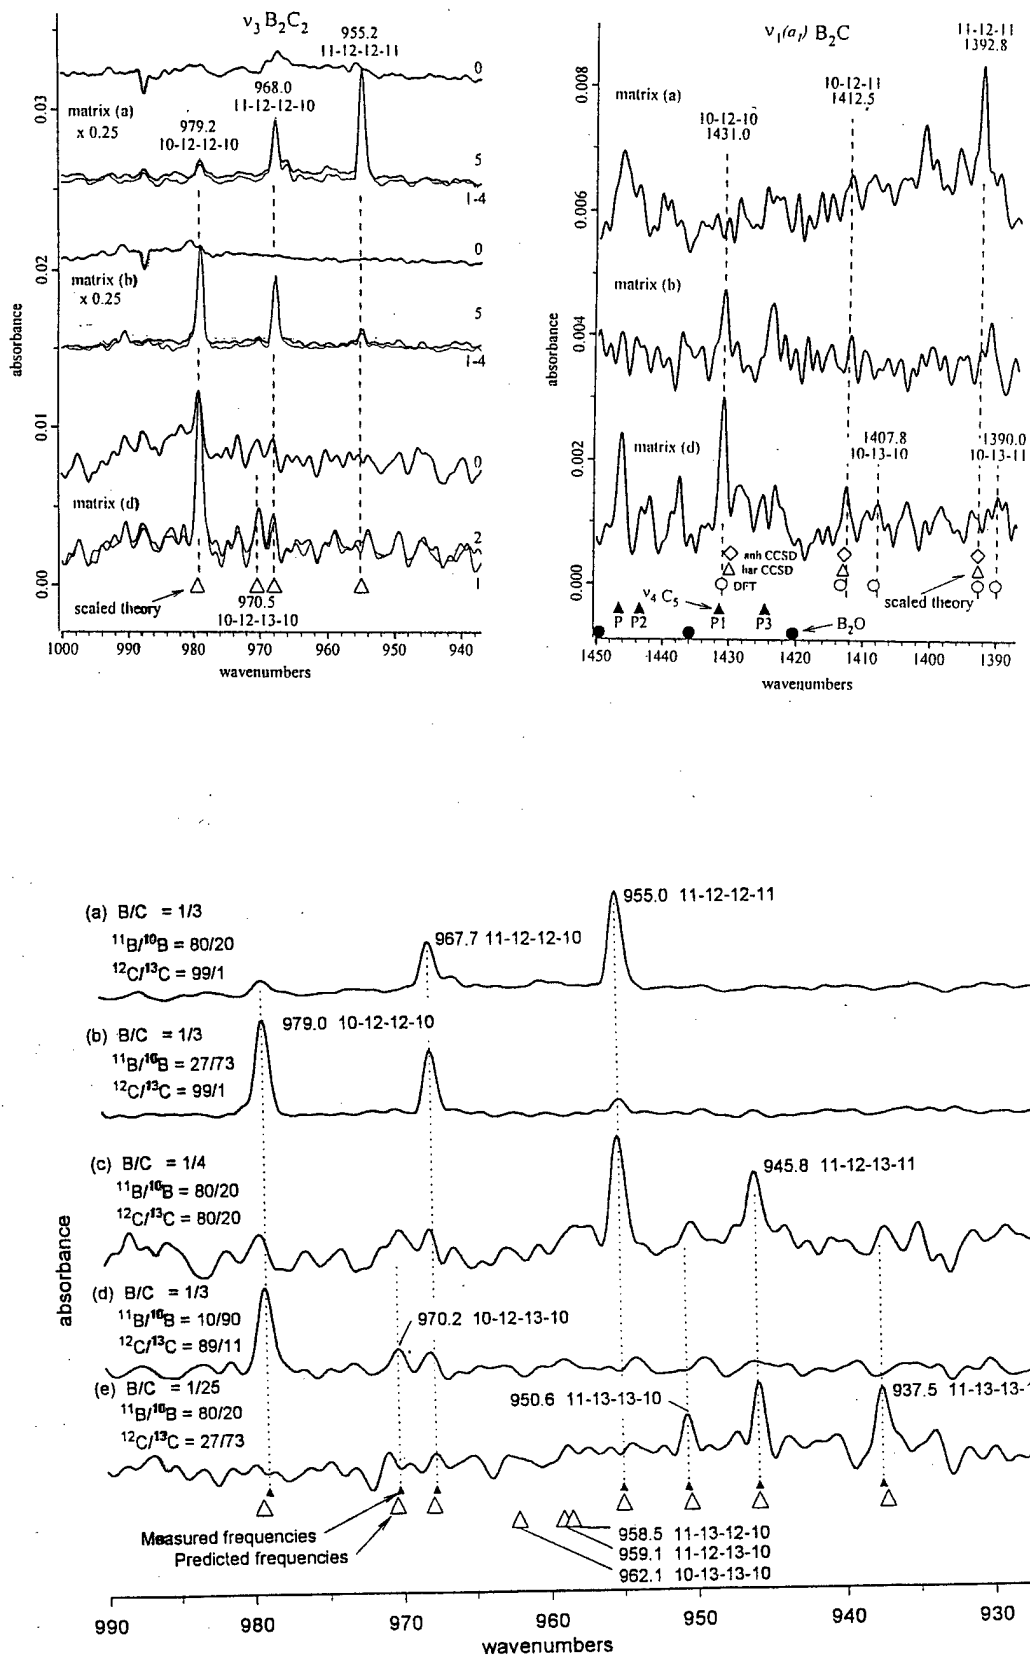 ν3 B2C2
955.2
11-12-12-11
968.0
11-12-12-10
979.2
10-12-12-10
matrix (a)
x 0.25
0
5
1-4
matrix (b)
x 0.25
0
5
1-4
matrix (d)
0
2
1
scaled theory
970.5
10-12-13-10
absorbance
0.03
0.02
0.01
0.00
1000 990 980 970 960 950 940
wavenumbers
ν1(a1) B2C
11-12-11
1392.8
10-12-11
1412.5
10-12-10
1431.0
matrix (a)
matrix (b)
matrix (d)
1407.8
10-13-10
1390.0
10-13-11
anh CCSD
har CCSD
DFT
scaled theory
ν4 C5
P P2 P1 P3
B2O
absorbance
0.008
0.006
0.004
0.002
0.000
1450 1440 1430 1420 1410 1400 1390
wavenumbers
(a) B/C = 1/3
11B/10B = 80/20
12C/13C = 99/1
955.0 11-12-12-11
967.7 11-12-12-10
(b) B/C = 1/3
11B/10B = 27/73
12C/13C = 99/1
979.0 10-12-12-10
(c) B/C = 1/4
11B/10B = 80/20
12C/13C = 80/20
945.8 11-12-13-11
(d) B/C = 1/3
11B/10B = 10/90
12C/13C = 89/11
970.2 10-12-13-10
(e) B/C = 1/25
11B/10B = 80/20
12C/13C = 27/73
950.6 11-13-13-10
937.5 11-13-13-1
Measured frequencies
Predicted frequencies
958.5 11-13-12-10
959.1 11-12-13-10
962.1 10-13-13-10
absorbance
990 980 970 960 950 940 930
wavenumbers